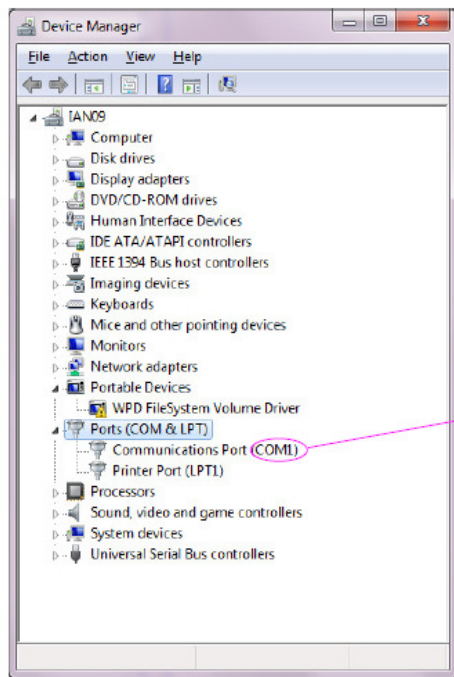 Device Manager
File Action View Help
IAN09
Computer
Disk drives
Display adapters
DVD/CD-ROM drives
Human Interface Devices
IDE ATA/ATAPI controllers
IEEE 1394 Bus host controllers
Imaging devices
Keyboards
Mice and other pointing devices
Monitors
Network adapters
Portable Devices
WPD FileSystem Volume Driver
Ports (COM & LPT)
Communications Port (COM1)
Printer Port (LPT1)
Processors
Sound, video and game controllers
System devices
Universal Serial Bus controllers